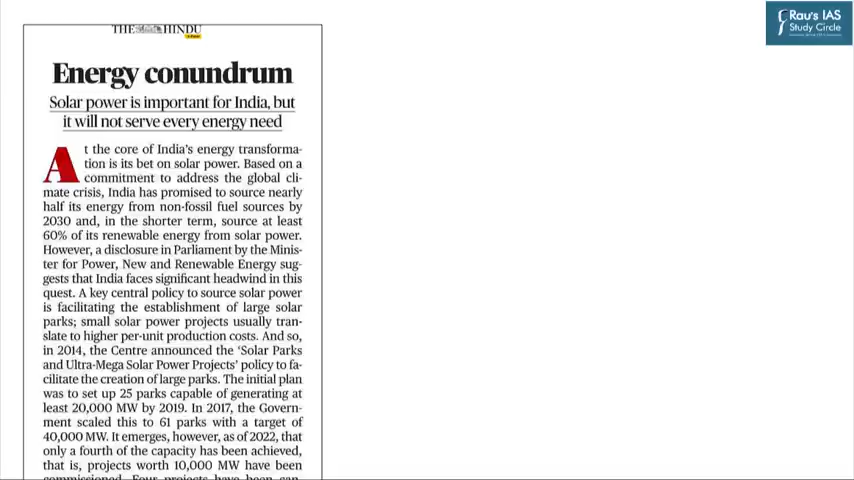 THE HINDU
Rau's IAS
Study Circle
Energy conundrum
Solar power is important for India, but
it will not serve every energy need
At the core of India's energy transforma-
tion is its bet on solar power. Based on a
commitment to address the global cli-
mate crisis, India has promised to source nearly
half its energy from non-fossil fuel sources by
2030 and, in the shorter term, source at least
60% of its renewable energy from solar power.
However, a disclosure in Parliament by the Minis-
ter for Power, New and Renewable Energy sug-
gests that India faces significant headwind in this
quest. A key central policy to source solar power
is facilitating the establishment of large solar
parks; small solar power projects usually tran-
slate to higher per-unit production costs. And so,
in 2014, the Centre announced the 'Solar Parks
and Ultra-Mega Solar Power Projects' policy to fa-
cilitate the creation of large parks. The initial plan
was to set up 25 parks capable of generating at
least 20,000 MW by 2019. In 2017, the Govern-
ment scaled this to 61 parks with a target of
40,000 MW. It emerges, however, as of 2022, that
only a fourth of the capacity has been achieved,
that is, projects worth 10,000 MW have been
commissioned. Four projects have been can-